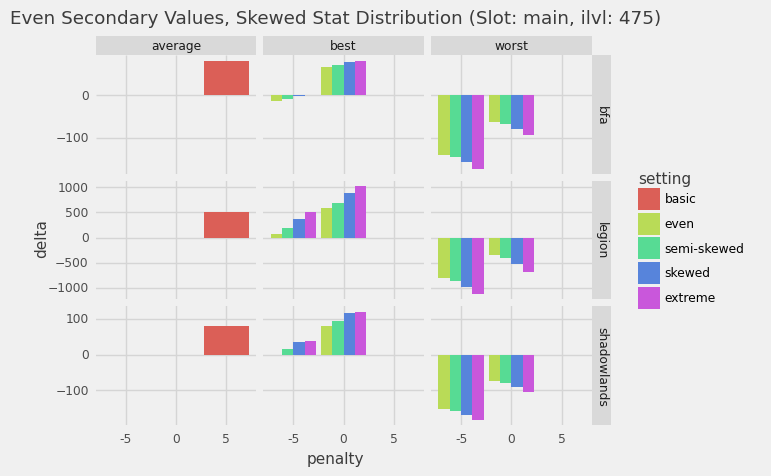 Even Secondary Values, Skewed Stat Distribution (Slot: main, ilvl: 475)
average
best
worst
0
−100
bfa
1000
500
0
−500
−1000
legion
100
0
−100
shadowlands
-5
0
5
-5
0
5
-5
0
5
delta
penalty
setting
basic
even
semi-skewed
skewed
extreme